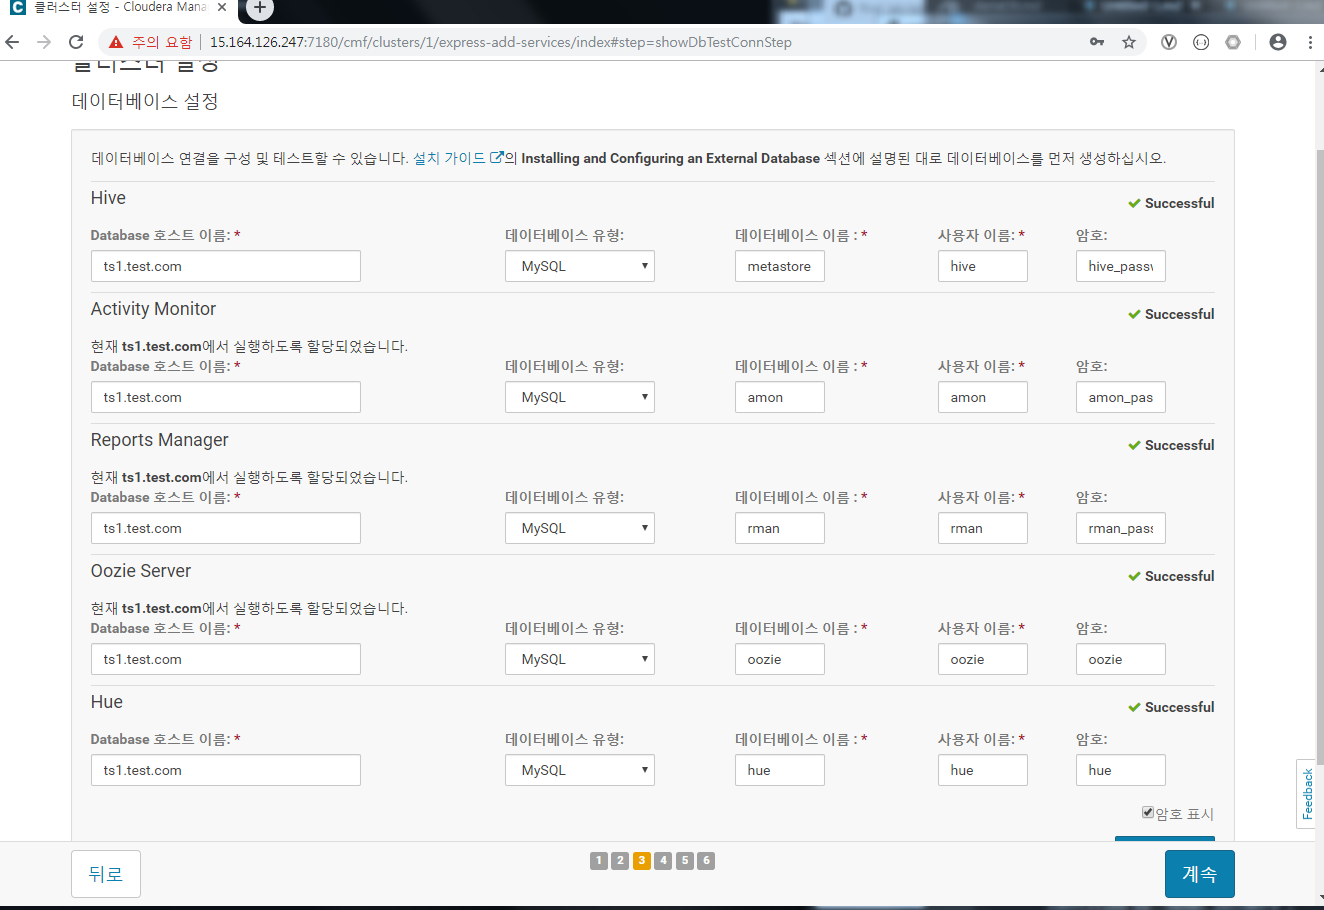 클러스터 설정 - Cloudera Mana
주의 요함 15.164.126.247:7180/cmf/clusters/1/express-add-services/index#step=showDbTestConnStep
클러스터 설정
데이터베이스 설정
데이터베이스 연결을 구성 및 테스트할 수 있습니다. 설치 가이드의 Installing and Configuring an External Database 섹션에 설명된 대로 데이터베이스를 먼저 생성하십시오.
Hive
Successful
Database 호스트 이름: * 데이터베이스 유형: 데이터베이스 이름 : * 사용자 이름: * 암호:
ts1.test.com MySQL metastore hive hive_passw
Activity Monitor
Successful
현재 ts1.test.com에서 실행하도록 할당되었습니다.
Database 호스트 이름: * 데이터베이스 유형: 데이터베이스 이름 : * 사용자 이름: * 암호:
ts1.test.com MySQL amon amon amon_pas
Reports Manager
Successful
현재 ts1.test.com에서 실행하도록 할당되었습니다.
Database 호스트 이름: * 데이터베이스 유형: 데이터베이스 이름 : * 사용자 이름: * 암호:
ts1.test.com MySQL rman rman rman_pass
Oozie Server
Successful
현재 ts1.test.com에서 실행하도록 할당되었습니다.
Database 호스트 이름: * 데이터베이스 유형: 데이터베이스 이름 : * 사용자 이름: * 암호:
ts1.test.com MySQL oozie oozie oozie
Hue
Successful
Database 호스트 이름: * 데이터베이스 유형: 데이터베이스 이름 : * 사용자 이름: * 암호:
ts1.test.com MySQL hue hue hue
암호 표시
Feedback
뒤로 1 2 3 4 5 6 계속